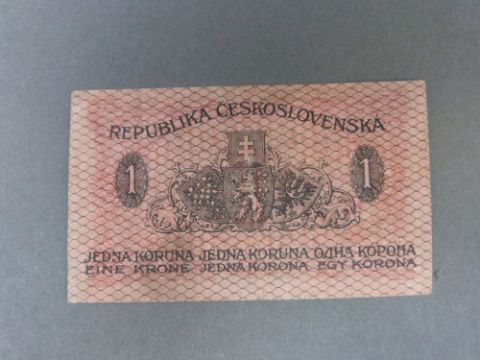 REPUBLIKA ČESKOSLOVENSKÁ
1 1
JEDNA KORUNA JEDNA KORUNA ОДНА КОРОНА
EINE KRONE JEDNA KORONA EGY KORONA